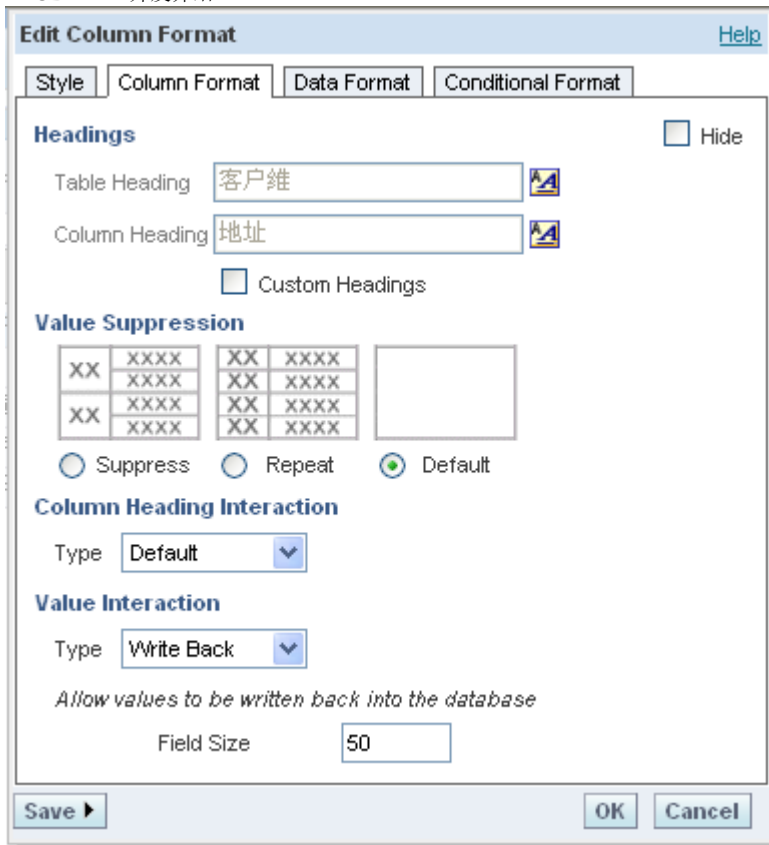 Edit Column Format Help
Style Column Format Data Format Conditional Format
Headings Hide
Table Heading 客户维
Column Heading 地址
Custom Headings
Value Suppression
XX XXXX XX XXXX
XXXX XX XXXX
XX XXXX XX XXXX
XXXX XX XXXX
Suppress Repeat Default
Column Heading Interaction
Type Default
Value Interaction
Type Write Back
Allow values to be written back into the database
Field Size 50
Save OK Cancel